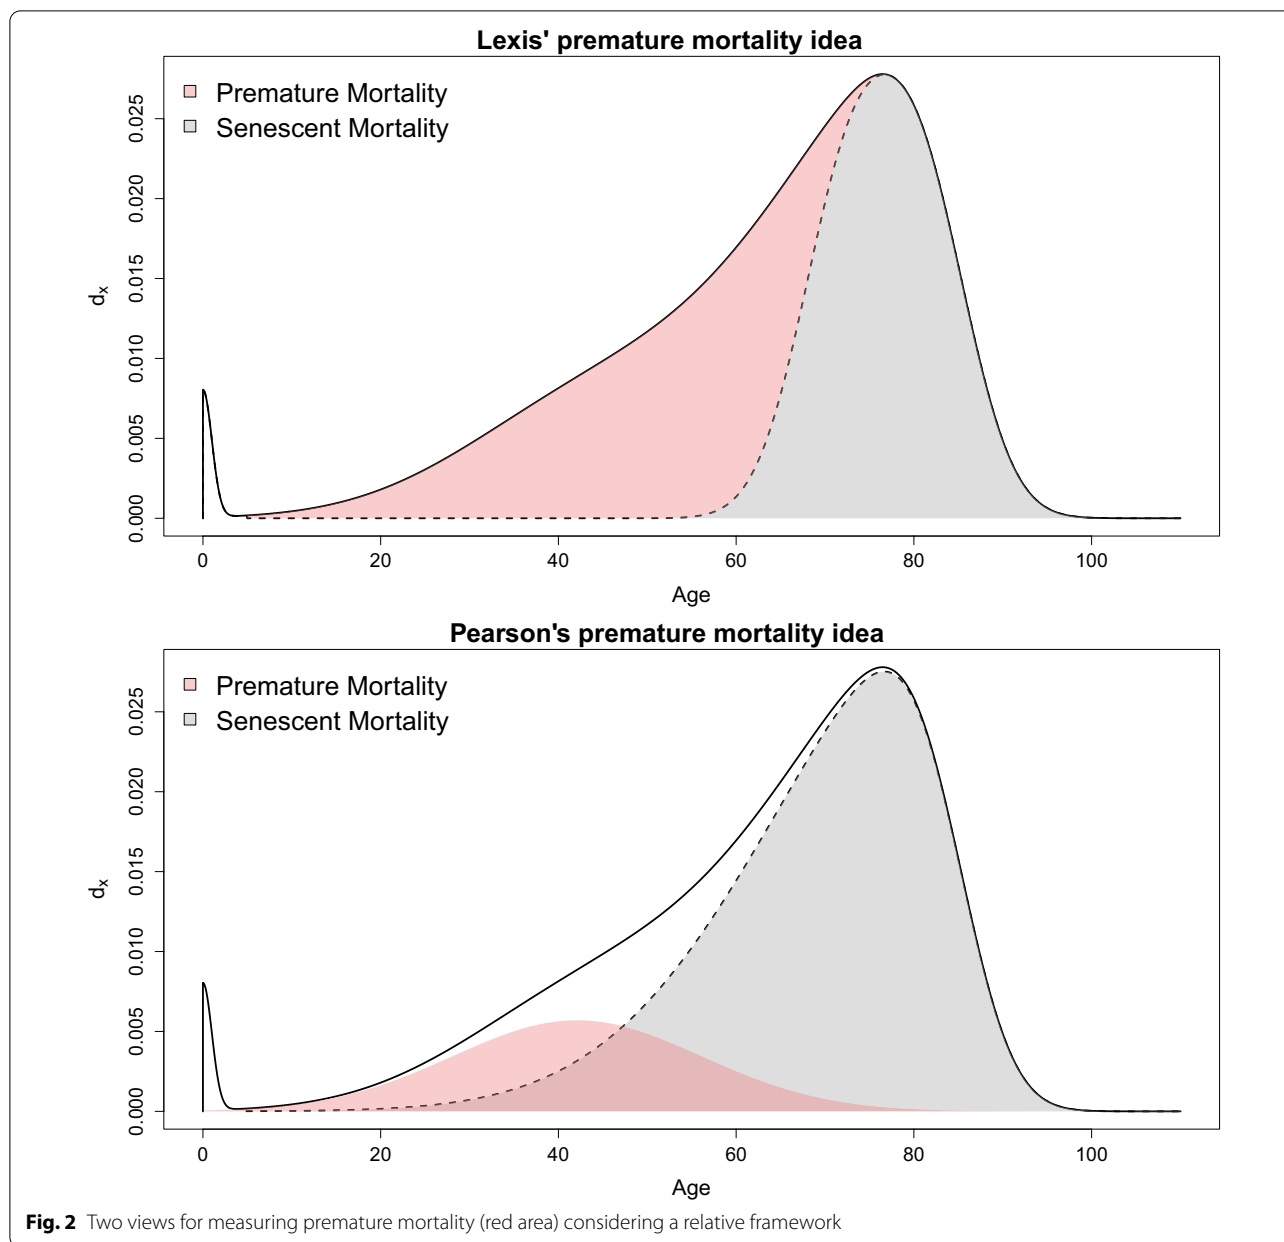 Lexis' premature mortality idea
Premature Mortality
Senescent Mortality
dx
0.025
0.020
0.015
0.010
0.005
0.000
0 20 40 60 80 100
Age
Pearson's premature mortality idea
Premature Mortality
Senescent Mortality
dx
0.025
0.020
0.015
0.010
0.005
0.000
0 20 40 60 80 100
Age
Fig. 2 Two views for measuring premature mortality (red area) considering a relative framework